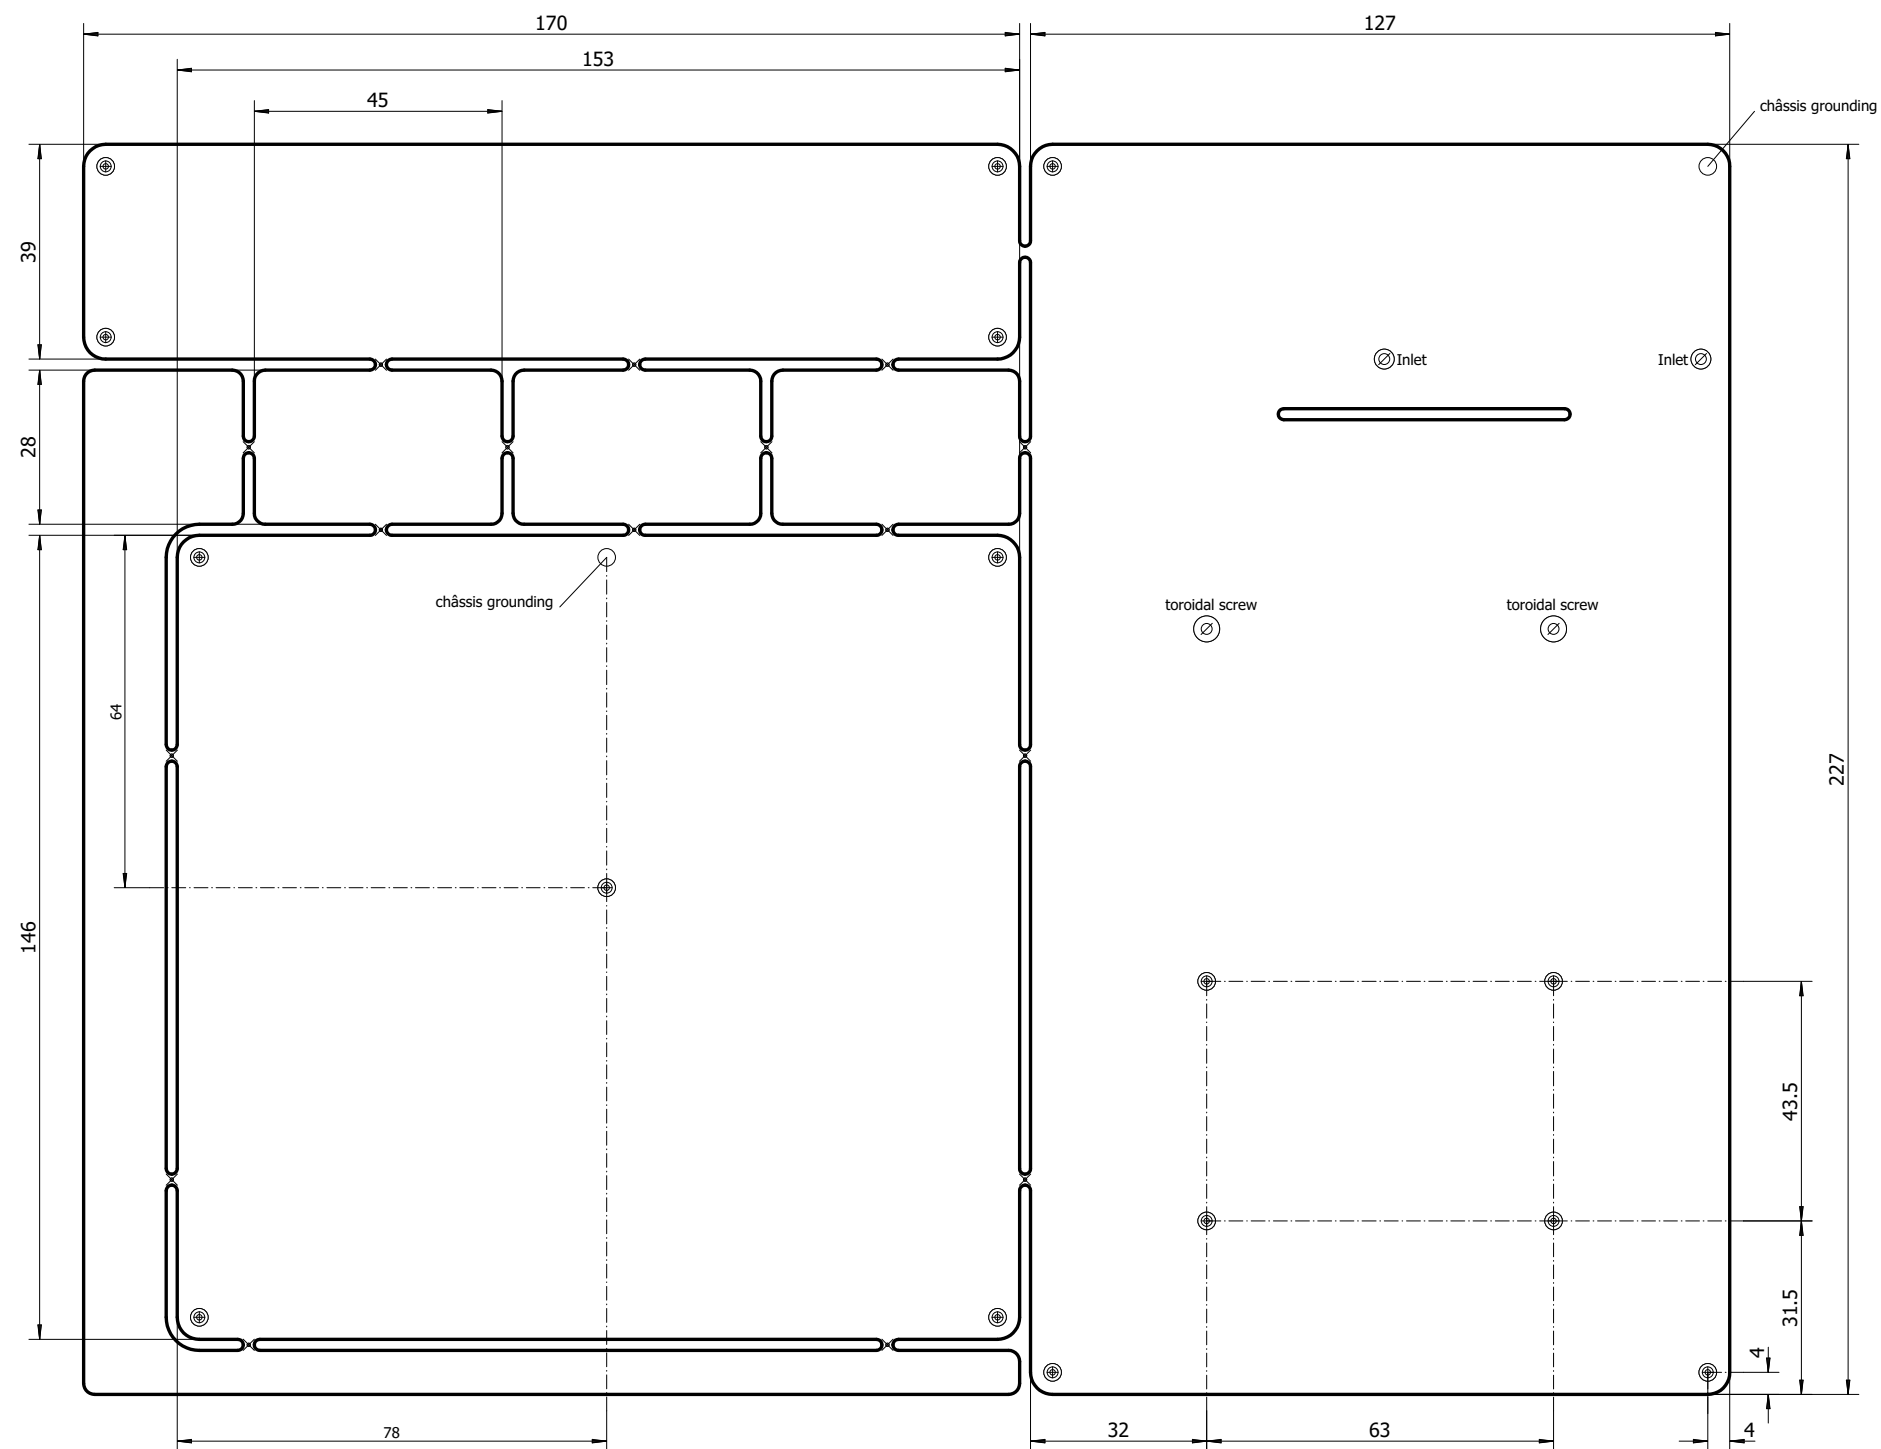 170
127
153
45
châssis grounding
39
Inlet
Inlet
28
châssis grounding
toroidal screw
toroidal screw
64
227
146
43.5
31.5
4
78
32
63
4